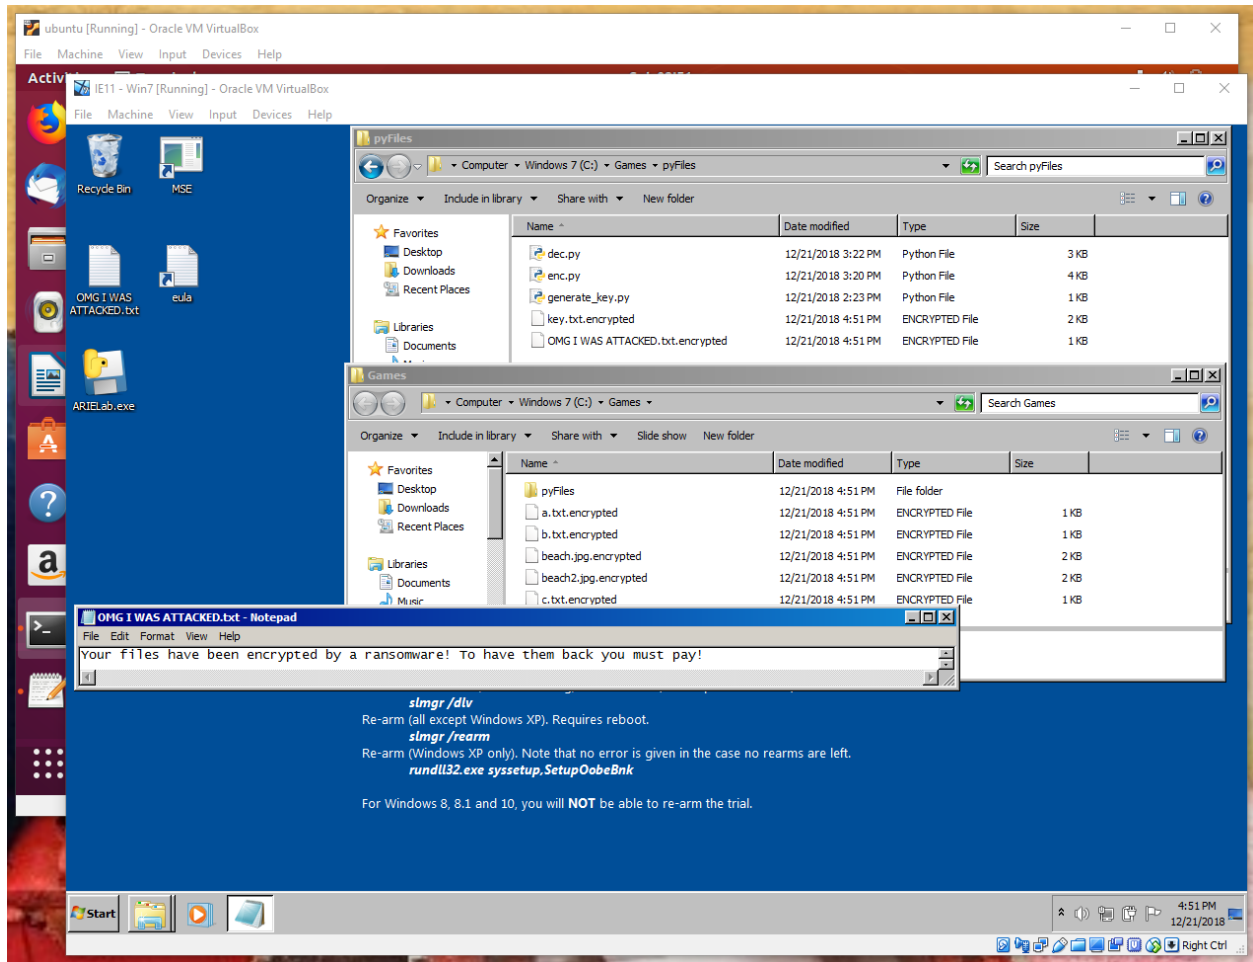 ubuntu [Running] - Oracle VM VirtualBox
File Machine View Input Devices Help
Activ
IE11 - Win7 [Running] - Oracle VM VirtualBox
File Machine View Input Devices Help
Recycle Bin
MSE
OMG I WAS ATTACKED.txt
eula
ARIELab.exe
pyFiles
Computer Windows 7 (C:) Games pyFiles
Search pyFiles
Organize Include in library Share with New folder
Favorites
Desktop
Downloads
Recent Places
Libraries
Documents
Name Date modified Type Size
dec.py 12/21/2018 3:22 PM Python File 3 KB
enc.py 12/21/2018 3:20 PM Python File 4 KB
generate_key.py 12/21/2018 2:23 PM Python File 1 KB
key.txt.encrypted 12/21/2018 4:51 PM ENCRYPTED File 2 KB
OMG I WAS ATTACKED.txt.encrypted 12/21/2018 4:51 PM ENCRYPTED File 1 KB
Games
Computer Windows 7 (C:) Games
Search Games
Organize Include in library Share with Slide show New folder
Favorites
Desktop
Downloads
Recent Places
Libraries
Documents
Music
Name Date modified Type Size
pyFiles 12/21/2018 4:51 PM File folder
a.txt.encrypted 12/21/2018 4:51 PM ENCRYPTED File 1 KB
b.txt.encrypted 12/21/2018 4:51 PM ENCRYPTED File 1 KB
beach.jpg.encrypted 12/21/2018 4:51 PM ENCRYPTED File 2 KB
beach2.jpg.encrypted 12/21/2018 4:51 PM ENCRYPTED File 2 KB
c.txt.encrypted 12/21/2018 4:51 PM ENCRYPTED File 1 KB
OMG I WAS ATTACKED.txt - Notepad
File Edit Format View Help
Your files have been encrypted by a ransomware! To have them back you must pay!
slmgr /dlv
Re-arm (all except Windows XP). Requires reboot.
slmgr /rearm
Re-arm (Windows XP only). Note that no error is given in the case no rearms are left.
rundll32.exe syssetup,SetupOobeBnk
For Windows 8, 8.1 and 10, you will NOT be able to re-arm the trial.
Start
4:51 PM
12/21/2018
Right Ctrl